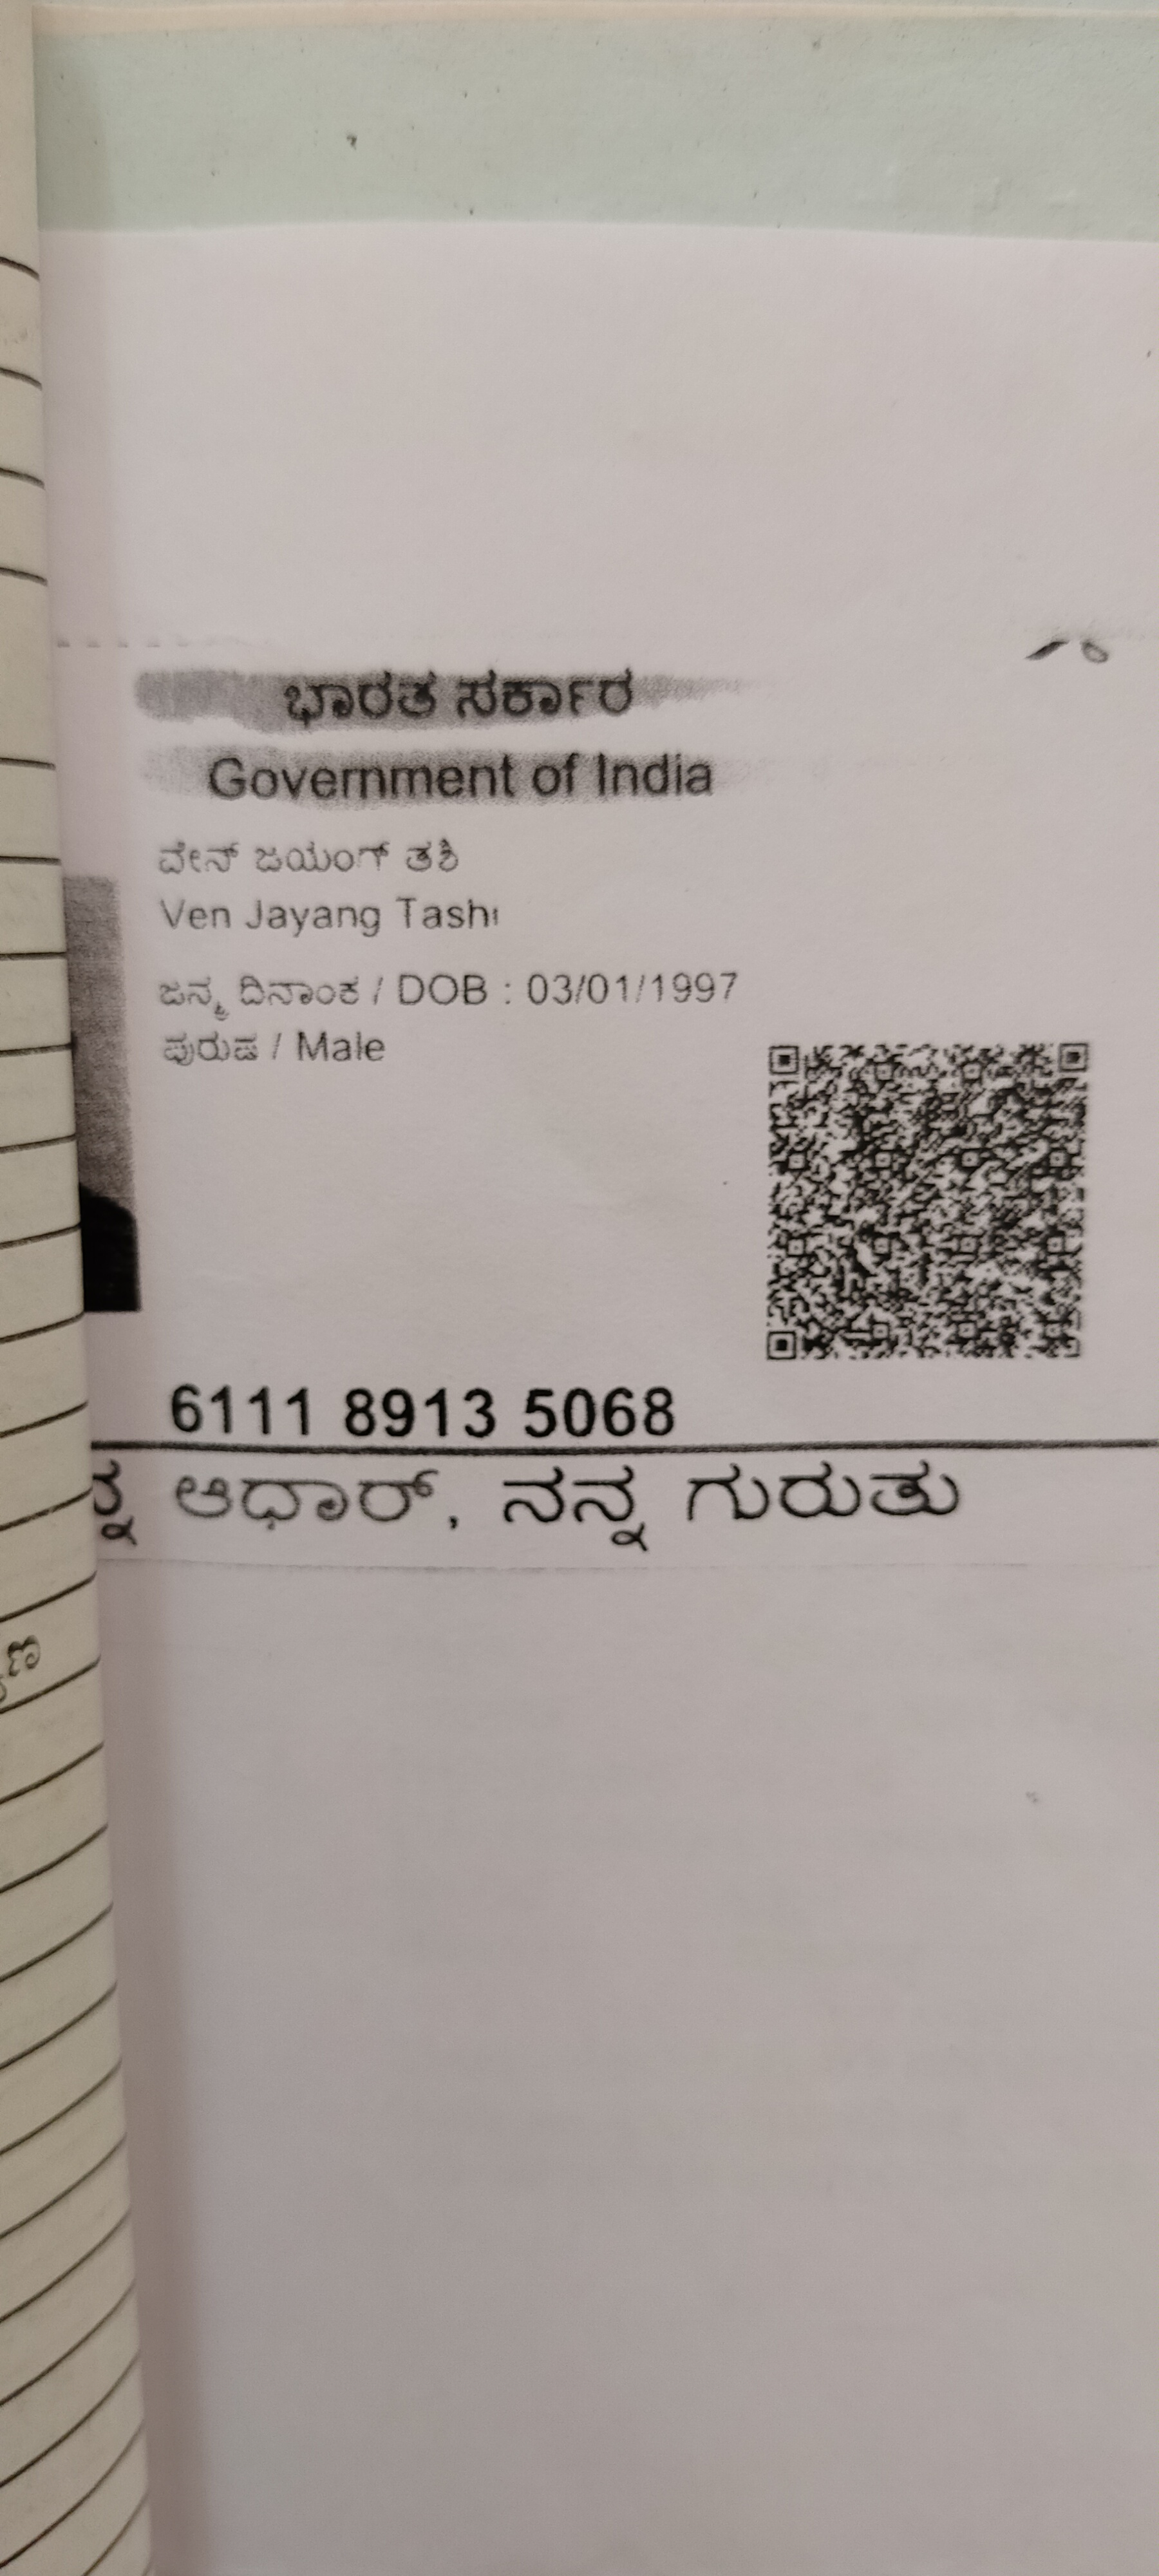 ಭಾರತ ಸರ್ಕಾರ
Government of India
ವೇನ್ ಜಯಂಗ್ ತಶಿ
Ven Jayang Tashi
ಜನ್ಮ ದಿನಾಂಕ / DOB : 03/01/1997
ಪುರುಷ / Male
6111 8913 5068
ಆಧಾರ್, ನನ್ನ ಗುರುತು